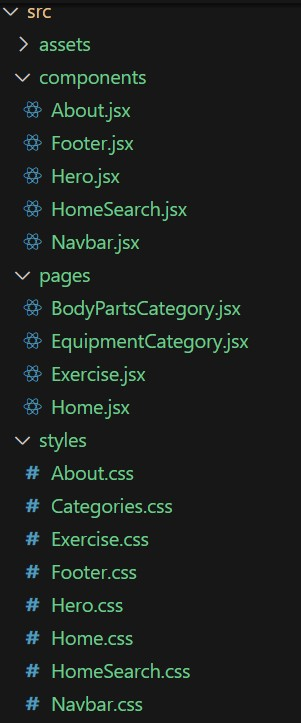 src
assets
components
About.jsx
Footer.jsx
Hero.jsx
HomeSearch.jsx
Navbar.jsx
pages
BodyPartsCategory.jsx
EquipmentCategory.jsx
Exercise.jsx
Home.jsx
styles
# About.css
# Categories.css
# Exercise.css
# Footer.css
# Hero.css
# Home.css
# HomeSearch.css
# Navbar.css